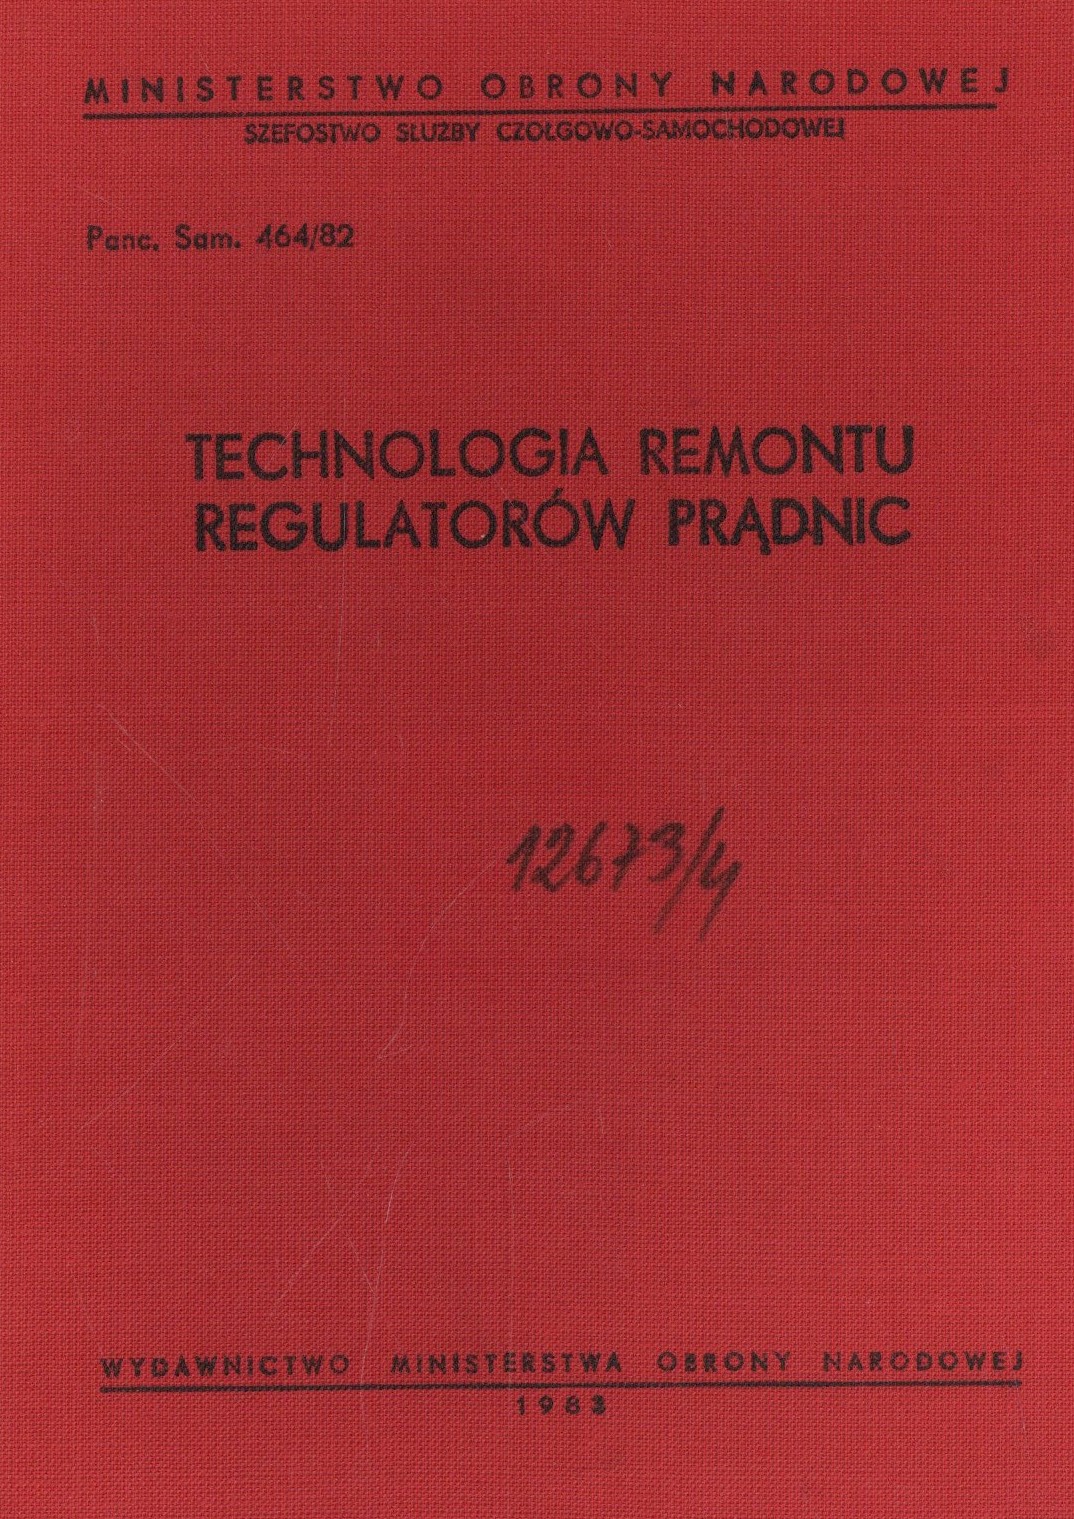 MINISTERSTWO OBRONY NARODOWEJ
SZEFOSTWO SŁUŻBY CZOŁGOWO-SAMOCHODOWEJ
Panc. Sam. 464/82
TECHNOLOGIA REMONTU
REGULATORÓW PRĄDNIC
12673/4
WYDAWNICTWO MINISTERSTWA OBRONY NARODOWEJ
1983